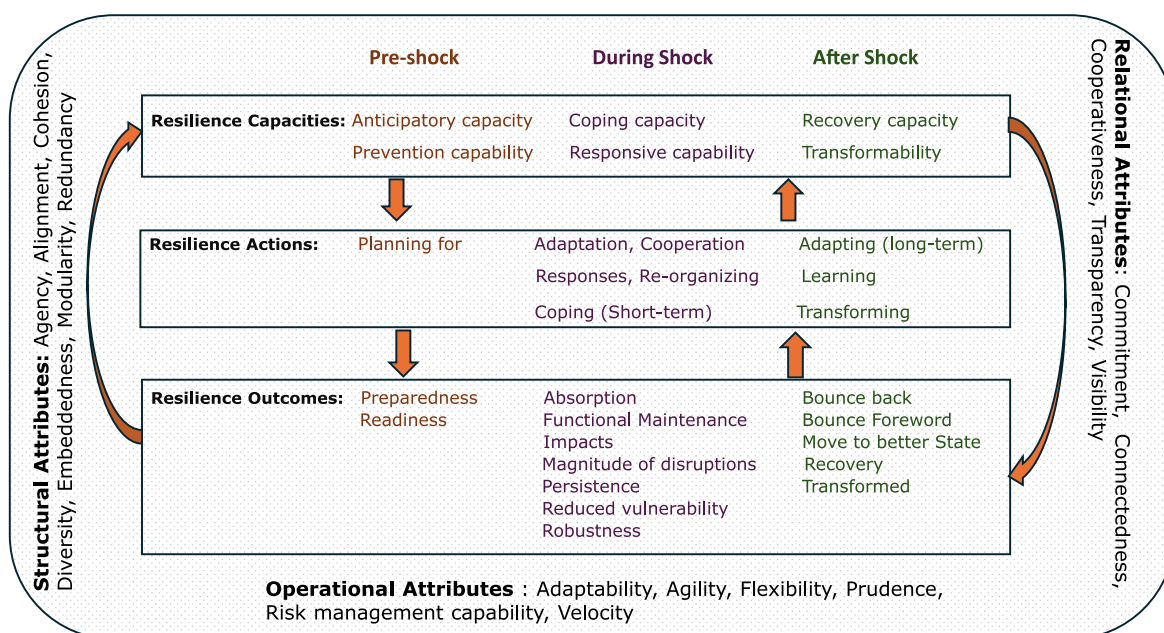 Structural Attributes: Agency, Alignment, Cohesion,
Diversity, Embeddedness, Modularity, Redundancy
Pre-shock During Shock After Shock
Resilience Capacities: Anticipatory capacity Coping capacity Recovery capacity
Prevention capability Responsive capability Transformability
Resilience Actions: Planning for Adaptation, Cooperation Adapting (long-term)
Responses, Re-organizing Learning
Coping (Short-term) Transforming
Resilience Outcomes: Preparedness Absorption Bounce back
Readiness Functional Maintenance Bounce Foreword
Impacts Move to better State
Magnitude of disruptions Recovery
Persistence Transformed
Reduced vulnerability
Robustness
Relational Attributes: Commitment, Connectedness,
Cooperativeness, Transparency, Visibility
Operational Attributes : Adaptability, Agility, Flexibility, Prudence,
Risk management capability, Velocity